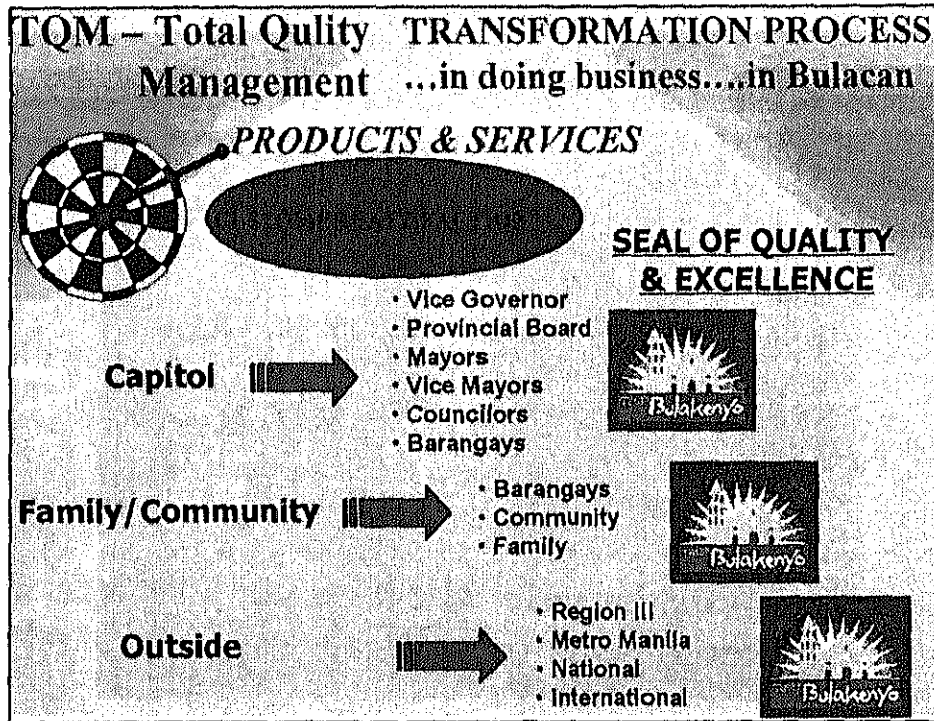 TQM – Total Qulity
Management
TRANSFORMATION PROCESS
...in doing business....in Bulacan
PRODUCTS & SERVICES
SEAL OF QUALITY
& EXCELLENCE
Capitol
· Vice Governor
· Provincial Board
· Mayors
· Vice Mayors
· Councilors
· Barangays
Bulakenyo
Family/Community
· Barangays
· Community
· Family
Bulakenyo
Outside
· Region III
· Metro Manila
· National
· International
Bulakenyo